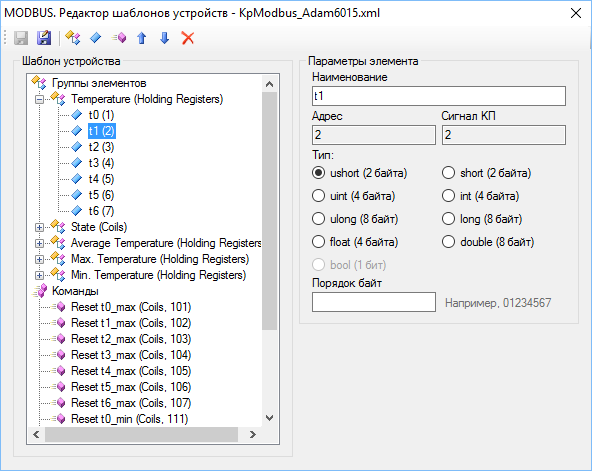 MODBUS. Редактор шаблонов устройств - KpModbus_Adam6015.xml
Шаблон устройства
Группы элементов
Temperature (Holding Registers)
t0 (1)
t1 (2)
t2 (3)
t3 (4)
t4 (5)
t5 (6)
t6 (7)
State (Coils)
Average Temperature (Holding Registers
Max. Temperature (Holding Registers)
Min. Temperature (Holding Registers)
Команды
Reset t0_max (Coils, 101)
Reset t1_max (Coils, 102)
Reset t2_max (Coils, 103)
Reset t3_max (Coils, 104)
Reset t4_max (Coils, 105)
Reset t5_max (Coils, 106)
Reset t6_max (Coils, 107)
Reset t0_min (Coils, 111)
Параметры элемента
Наименование
t1
Адрес Сигнал КП
2 2
Тип:
ushort (2 байта) short (2 байта)
uint (4 байта) int (4 байта)
ulong (8 байт) long (8 байт)
float (4 байта) double (8 байт)
bool (1 бит)
Порядок байт
Например, 01234567